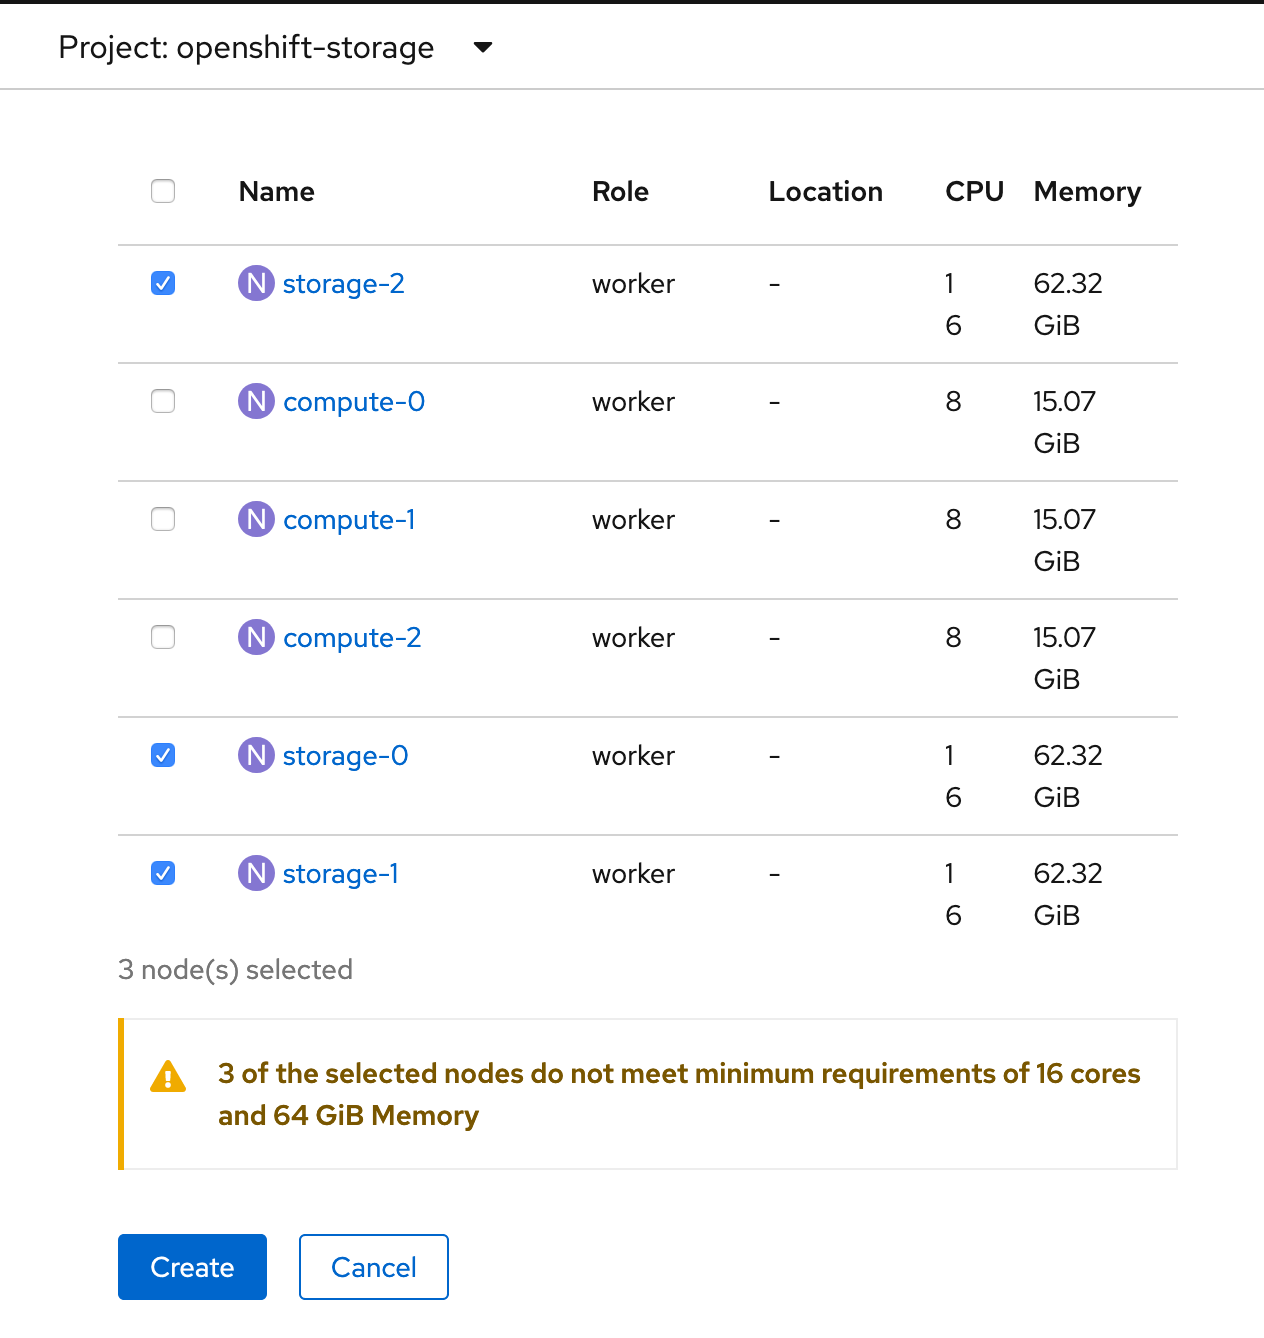 Project: openshift-storage
Name Role Location CPU Memory
N storage-2 worker - 1 62.32
6 GiB
N compute-0 worker - 8 15.07
GiB
N compute-1 worker - 8 15.07
GiB
N compute-2 worker - 8 15.07
GiB
N storage-0 worker - 1 62.32
6 GiB
N storage-1 worker - 1 62.32
6 GiB
3 node(s) selected
3 of the selected nodes do not meet minimum requirements of 16 cores
and 64 GiB Memory
Create Cancel